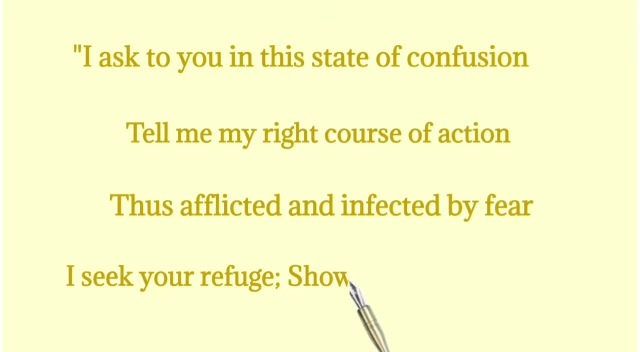 "I ask to you in this state of confusion
Tell me my right course of action
Thus afflicted and infected by fear
I seek your refuge; Show